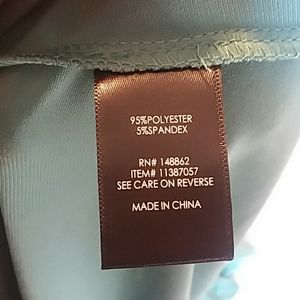 95%POLYESTER
5%SPANDEX
RN# 148862
ITEM# 11387057
SEE CARE ON REVERSE
MADE IN CHINA